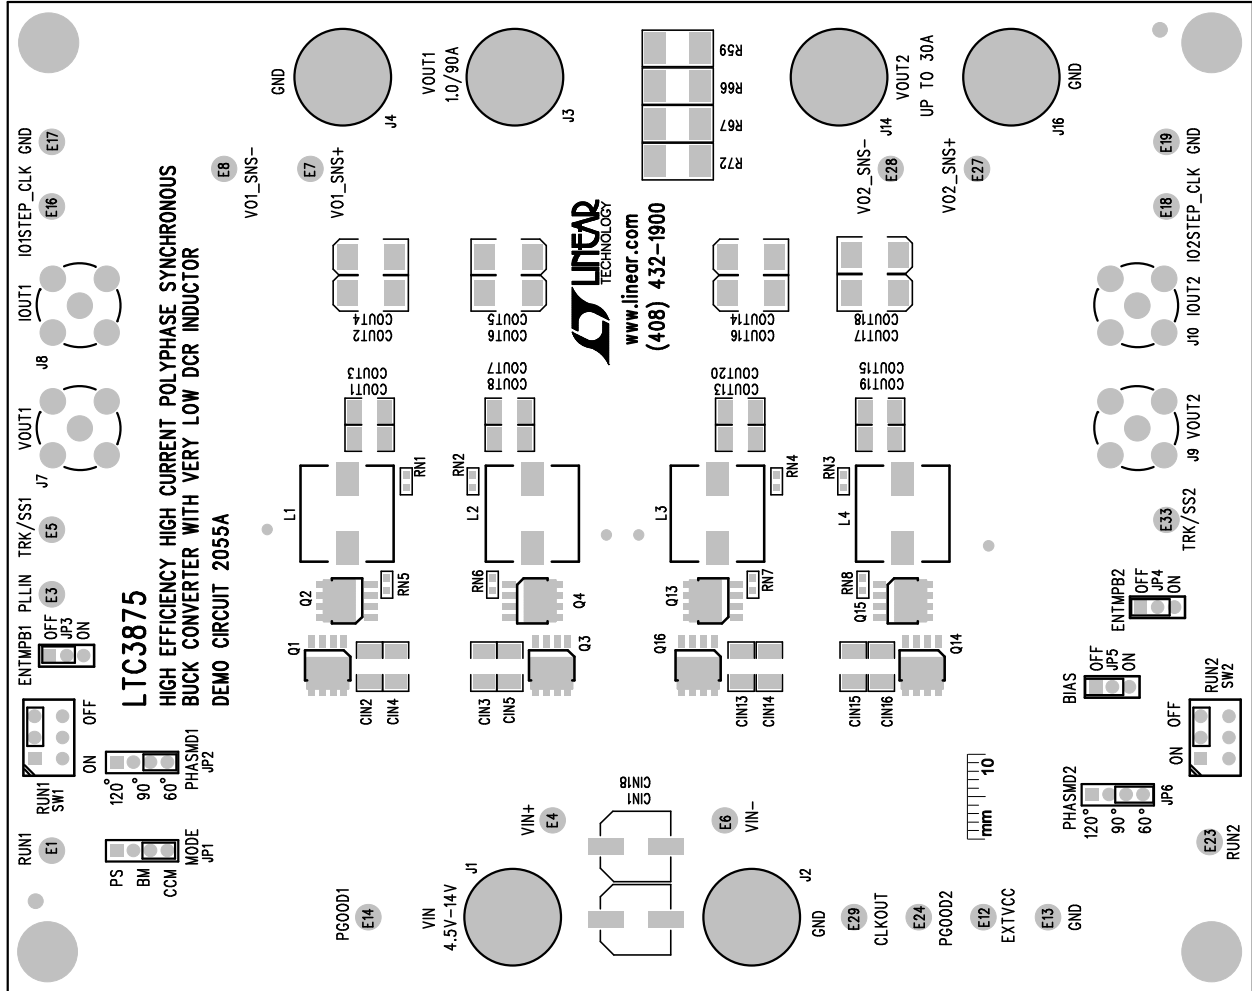 GND
J4
VOUT1
1.0/90A
J3
R59
R66
R67
R72
J14
VOUT2
UP TO 30A
J16
GND
E17
GND
E16
IO1STEP_CLK
E8
VO1_SNS-
E7
VO1_SNS+
VO2_SNS-
E28
VO2_SNS+
E27
E19
GND
E18
IO2STEP_CLK
IOUT1
J8
VOUT1
J7
TRK/SS1
E5
PLLIN
E3
LTC3875
HIGH EFFICIENCY HIGH CURRENT POLYPHASE SYNCHRONOUS
BUCK CONVERTER WITH VERY LOW DCR INDUCTOR
DEMO CIRCUIT 2055A
COUT4
COUT2
COUT5
COUT6
LINEAR
TECHNOLOGY
www.linear.com
(408) 432-1900
COUT14
COUT16
COUT18
COUT17
COUT3
COUT1
COUT7
COUT8
COUT20
COUT13
COUT15
COUT19
J10
IOUT2
J9
VOUT2
E33
TRK/SS2
L1
RN1
RN2
L2
L3
RN4
RN3
L4
Q2
RN5
RN6
Q4
Q13
RN7
RN8
Q15
Q1
CIN2
CIN4
CIN3
CIN5
Q3
Q16
CIN13
CIN14
CIN15
CIN16
Q14
ENTMPB1
OFF
JP3
ON
ENTMPB2
OFF
JP4
ON
BIAS
OFF
JP5
ON
OFF
ON
RUN1
SW1
120°
90°
60°
PHASMD1
JP2
RUN1
E1
PS
BM
CCM
MODE
JP1
OFF
ON
RUN2
SW2
PHASMD2
120°
90°
60°
JP6
E23
RUN2
VIN+
E4
CIN1
CIN18
E6
VIN-
mm
10
PGOOD1
E14
VIN
4.5V-14V
J1
J2
GND
E29
CLKOUT
E24
PGOOD2
E12
EXTVCC
E13
GND